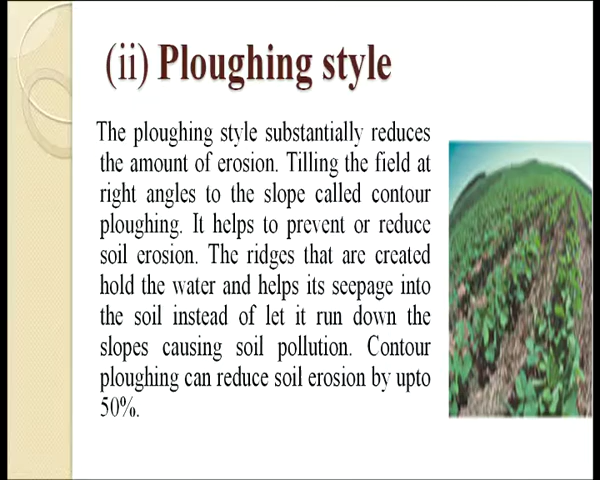 (ii) Ploughing style
The ploughing style substantially reduces
the amount of erosion. Tilling the field at
right angles to the slope called contour
ploughing. It helps to prevent or reduce
soil erosion. The ridges that are created
hold the water and helps its seepage into
the soil instead of let it run down the
slopes causing soil pollution. Contour
ploughing can reduce soil erosion by upto
50%.